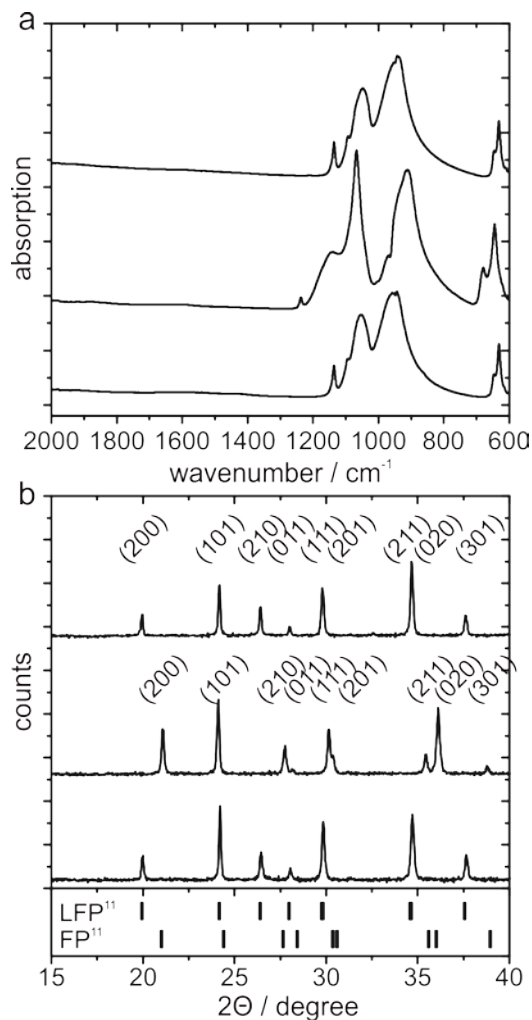 a
absorption
2000 1800 1600 1400 1200 1000 800 600
wavenumber / cm⁻¹
b
(200) (101) (210) (011) (111) (201) (211) (020) (301)
counts
(200) (101) (210) (011) (111) (201) (211) (020) (301)
LFP¹¹
FP¹¹
15 20 25 30 35 40
2Θ / degree